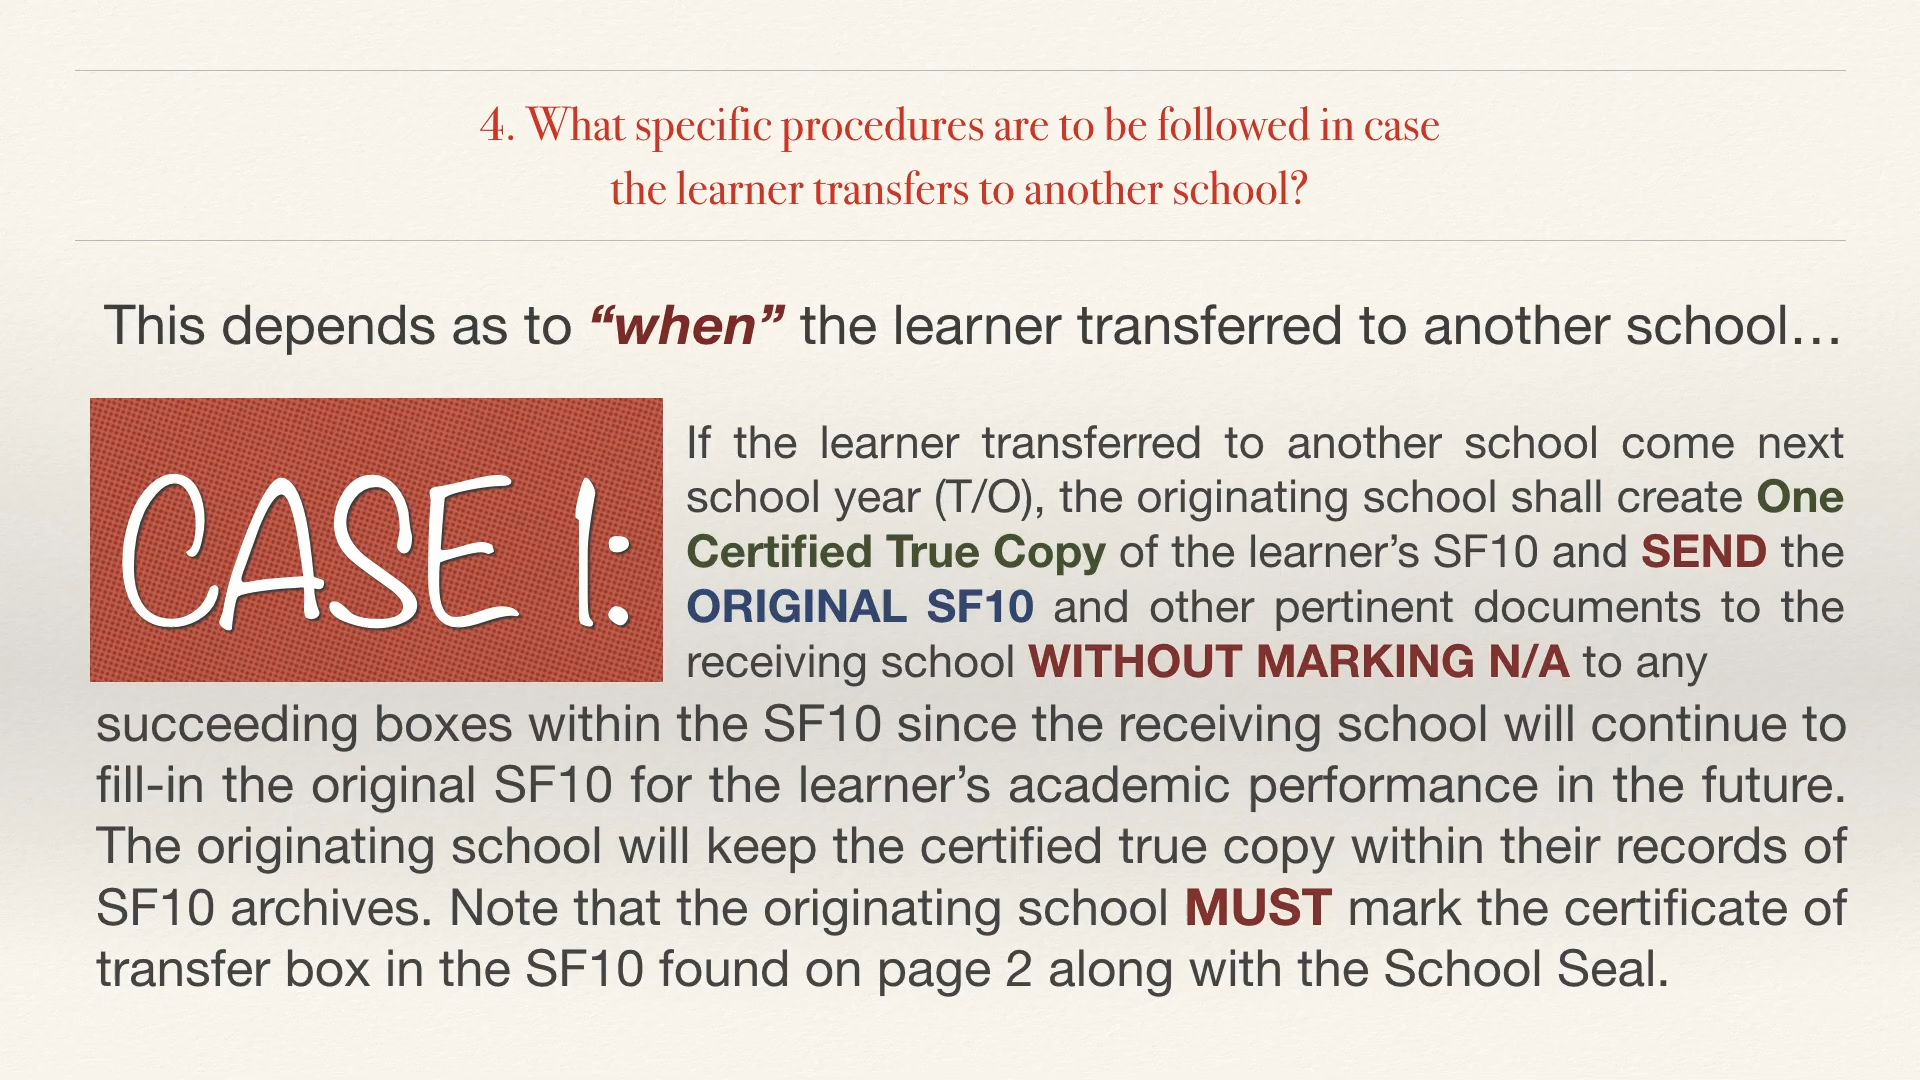 4. What specific procedures are to be followed in case
the learner transfers to another school?
This depends as to “when” the learner transferred to another school…
CASE 1:
If the learner transferred to another school come next
school year (T/O), the originating school shall create One
Certified True Copy of the learner’s SF10 and SEND the
ORIGINAL SF10 and other pertinent documents to the
receiving school WITHOUT MARKING N/A to any
succeeding boxes within the SF10 since the receiving school will continue to
fill-in the original SF10 for the learner’s academic performance in the future.
The originating school will keep the certified true copy within their records of
SF10 archives. Note that the originating school MUST mark the certificate of
transfer box in the SF10 found on page 2 along with the School Seal.